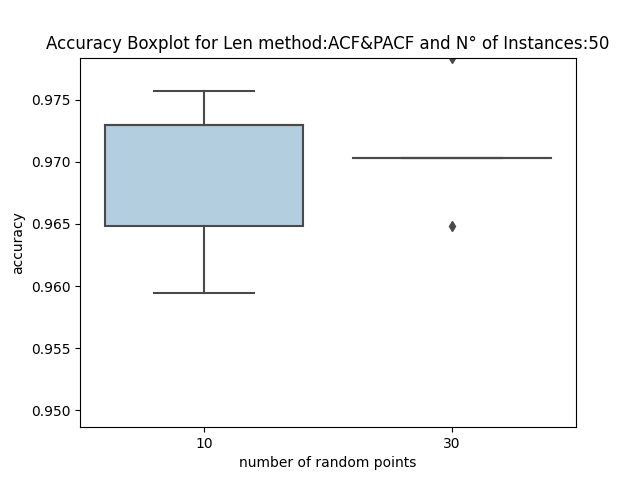 Accuracy Boxplot for Len method:ACF&PACF and N° of Instances:50
0.975
0.970
0.965
0.960
0.955
0.950
accuracy
10 30
number of random points